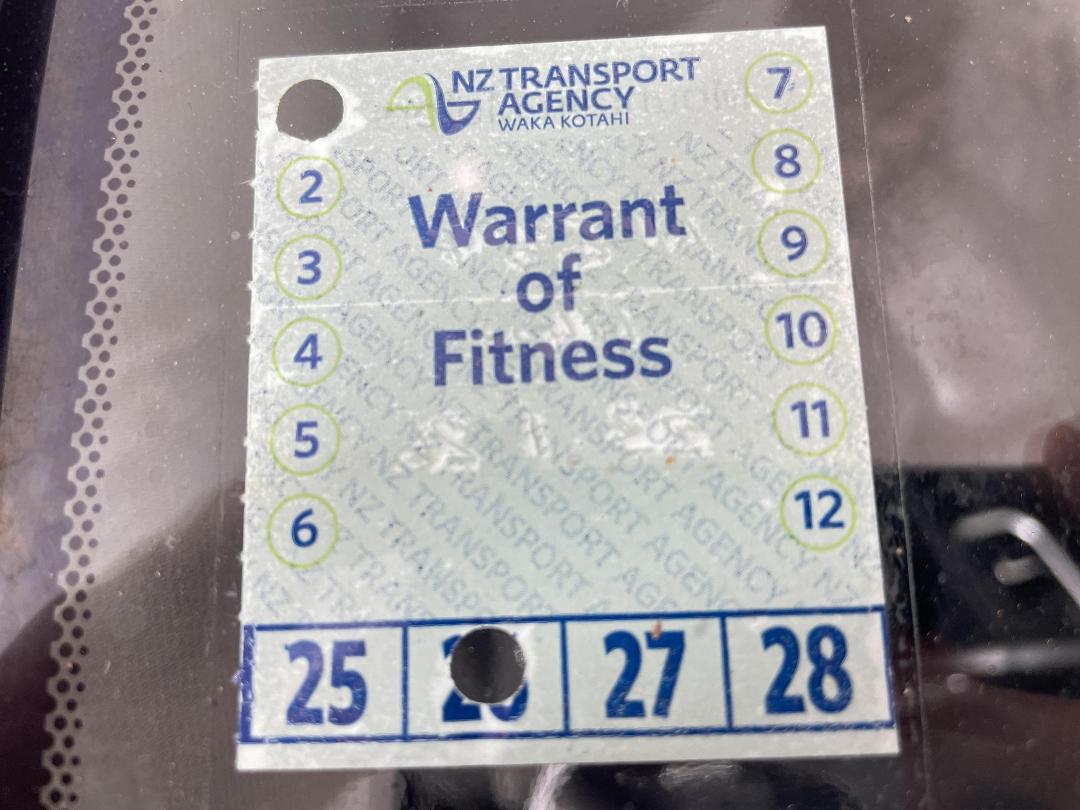 NZ TRANSPORT
AGENCY
WAKA KOTAHI
Warrant
of
Fitness
2
3
4
5
6
7
8
9
10
11
12
25
27
28